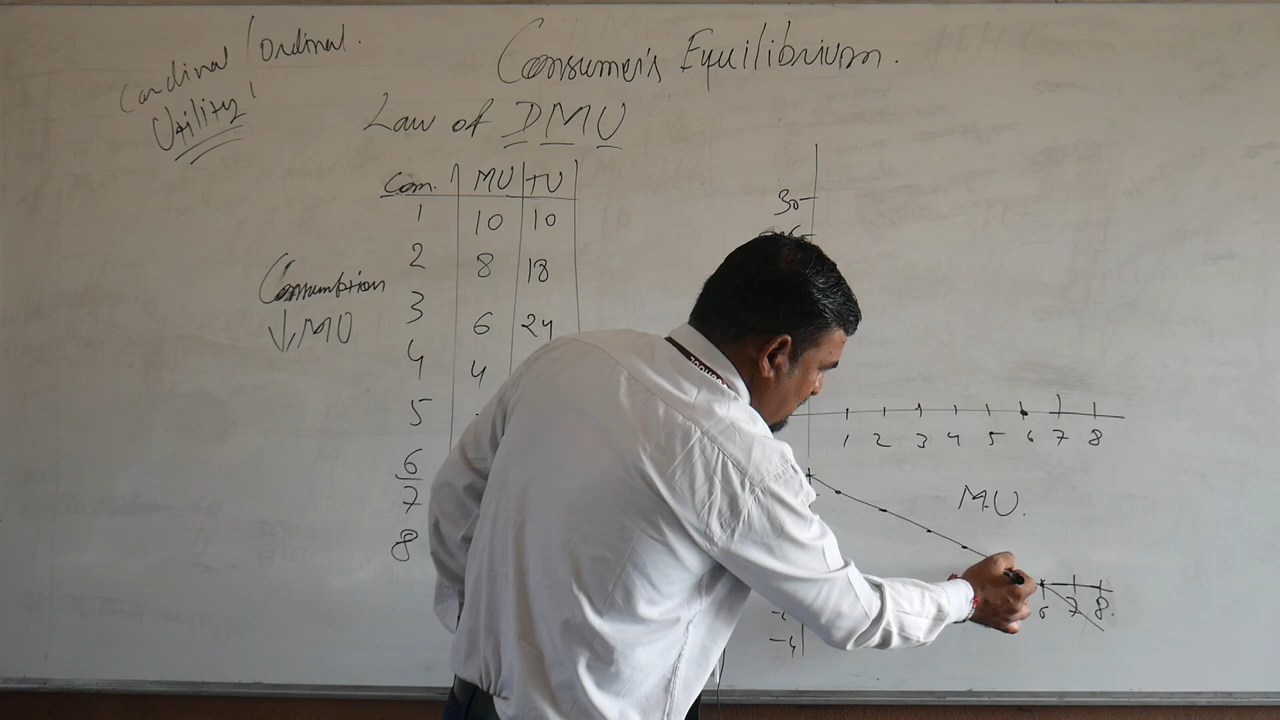 Cardinal / Ordinal.
Utility
Consumer's Equilibrium.
Law of DMU
Com. MU TU
1 10 10
2 8 18
3 6 24
4 4
5
6
7
8
Consumption
↓ MU
30
1 2 3 4 5 6 7 8
MU.
6 7 8.
-4